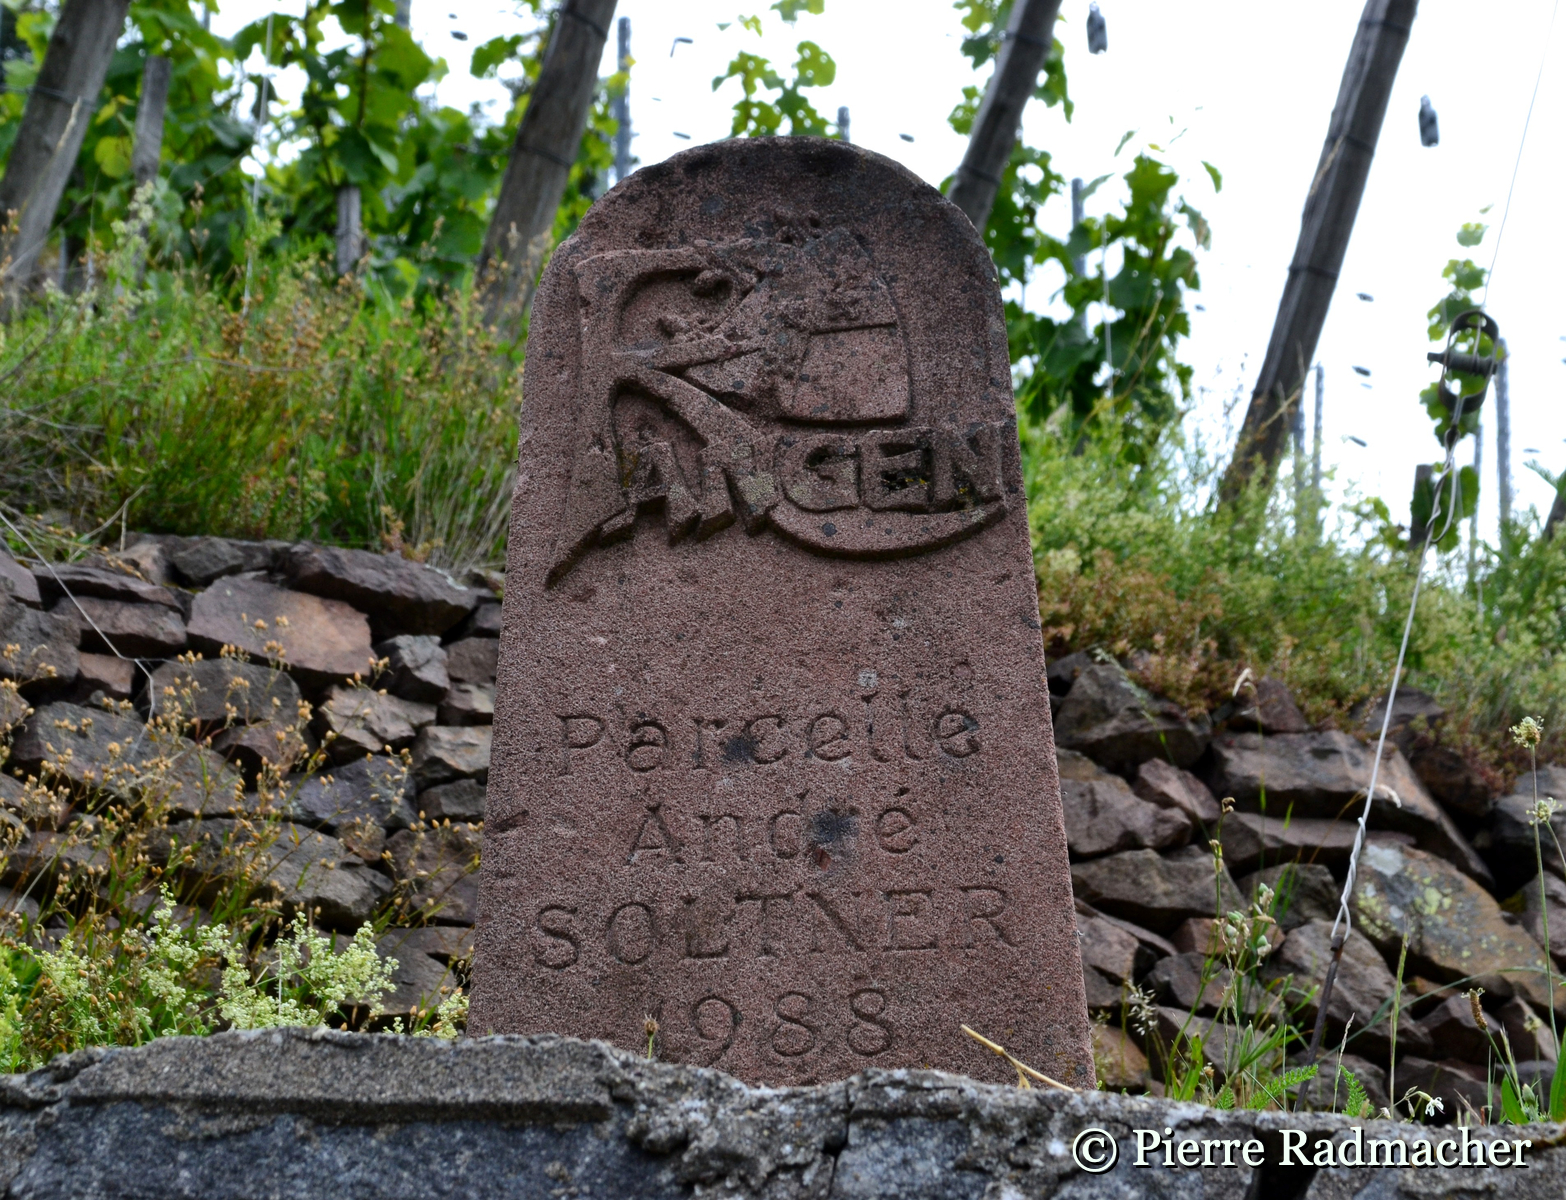 RANGEN
Parcelle
André
SOLTNER
1988
© Pierre Radmacher